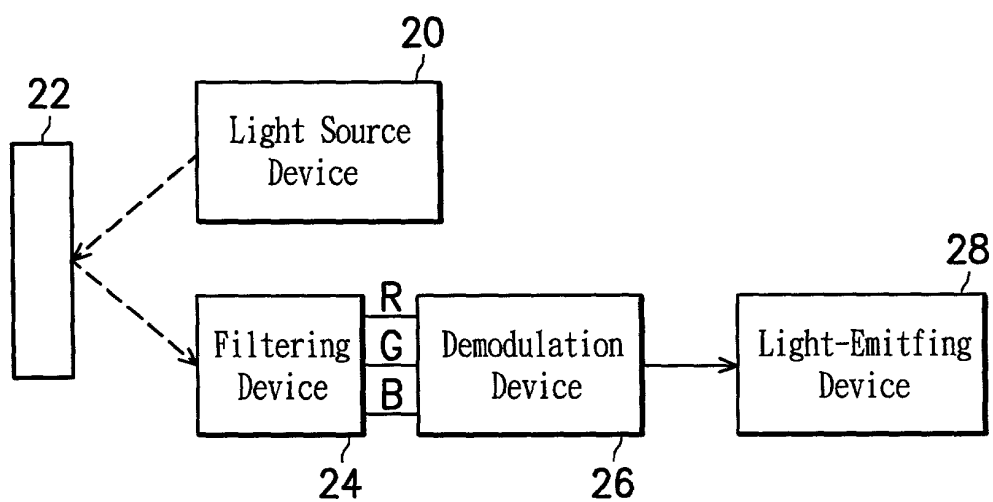 20
22
Light Source
Device
28
R
Filtering
Device
G
Demodulation
Device
Light-Emitfing
Device
B
24
26